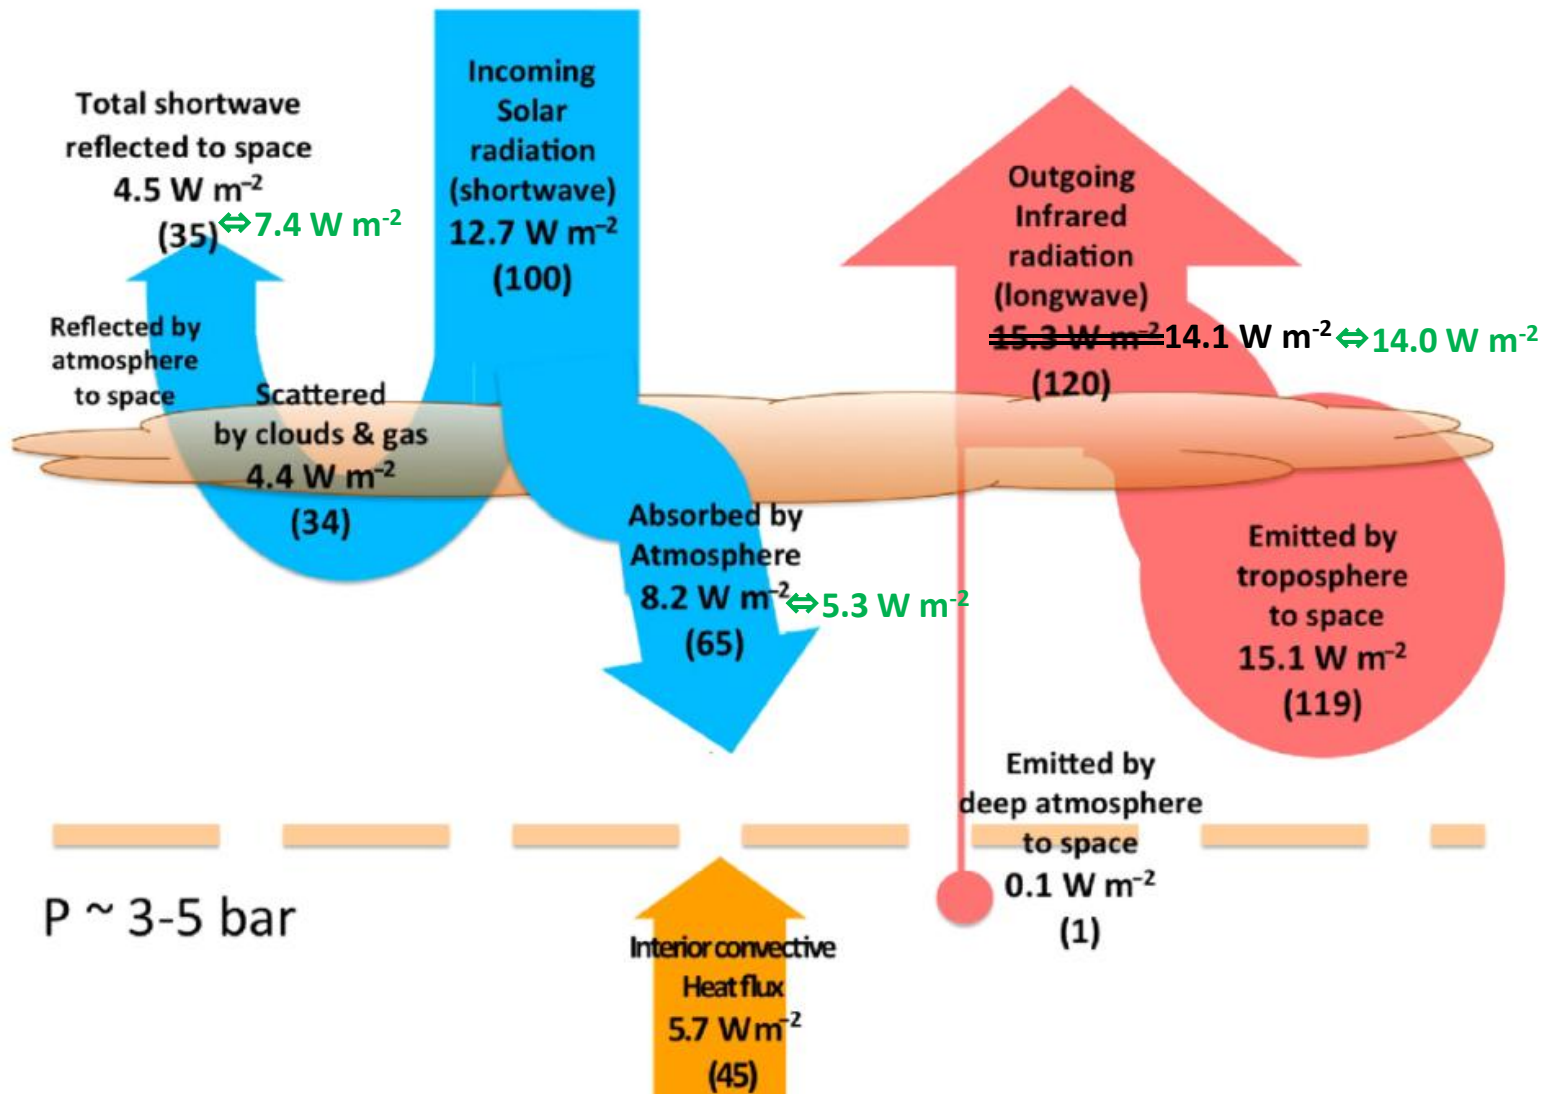 Total shortwave
reflected to space
4.5 W m⁻²
(35)⇔7.4 W m⁻²
Incoming
Solar
radiation
(shortwave)
12.7 W m⁻²
(100)
Outgoing
Infrared
radiation
(longwave)
15.3 W m⁻² 14.1 W m⁻² ⇔14.0 W m⁻²
(120)
Reflected by
atmosphere
to space
Scattered
by clouds & gas
4.4 W m⁻²
(34)
Absorbed by
Atmosphere
8.2 W m⁻²⇔5.3 W m⁻²
(65)
Emitted by
troposphere
to space
15.1 W m⁻²
(119)
Emitted by
deep atmosphere
to space
0.1 W m⁻²
(1)
P ~ 3-5 bar
Interior convective
Heat flux
5.7 W m⁻²
(45)